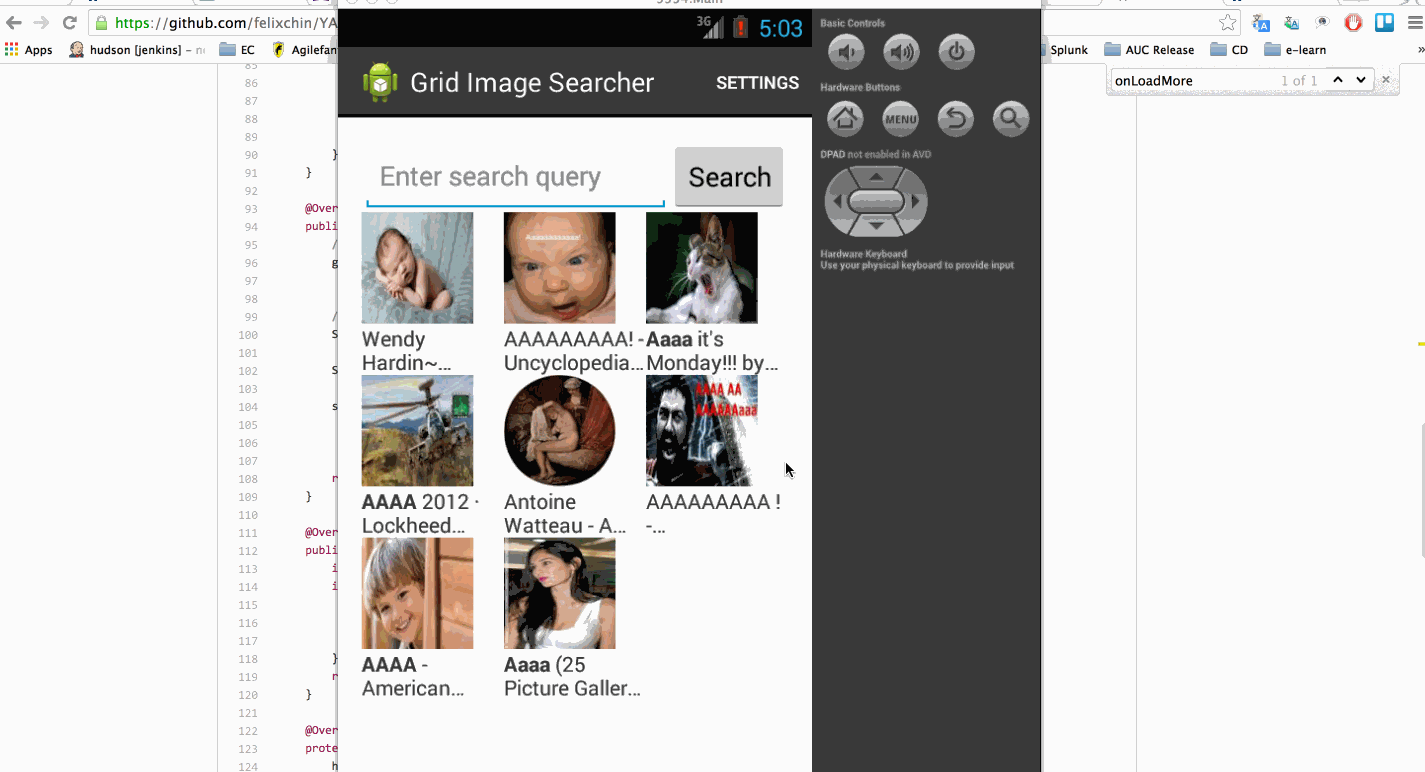 5554:Main
https://github.com/felixchin/YA
Apps
hudson [jenkins] – no
EC
Agilefan
Splunk
AUC Release
CD
e-learn
»
onLoadMore
1 of 1
3G
5:03
Grid Image Searcher
SETTINGS
Enter search query
Search
Wendy
Hardin~...
AAAAAAAAA! -
Uncyclopedia...
Aaaa it's
Monday!!! by...
AAAA AA
AAAAAAaaa
AAAA 2012 ·
Lockheed...
Antoine
Watteau - A...
AAAAAAAAA !
-...
AAAA -
American...
Aaaa (25
Picture Galler...
Basic Controls
Hardware Buttons
MENU
DPAD not enabled in AVD
Hardware Keyboard
Use your physical keyboard to provide input
85
86
87
88
89
90 }
91 }
92
93 @Over
94 publi
95 /
96 g
97
98
99 /
100 S
101
102 S
103
104 s
105
106
107
108 r
109 }
110
111 @Over
112 publi
113 i
114 i
115
116
117
118 }
119 r
120 }
121
122 @Over
123 prote
124 h